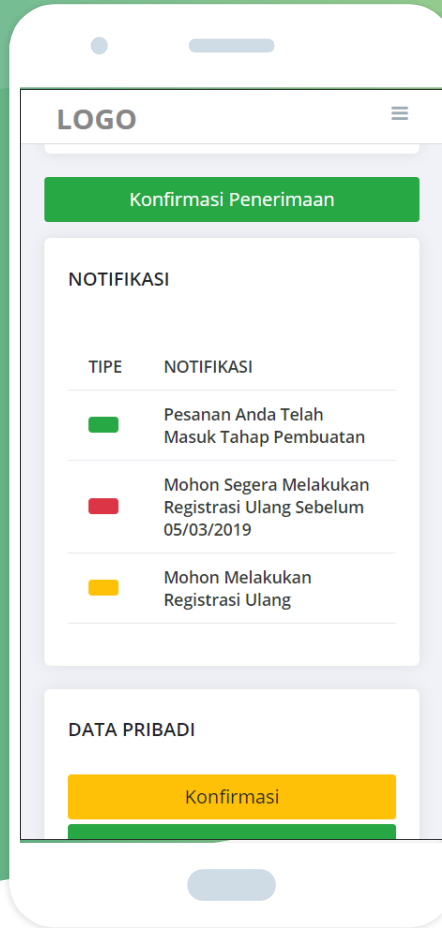 LOGO
Konfirmasi Penerimaan
NOTIFIKASI
TIPE NOTIFIKASI
Pesanan Anda Telah
Masuk Tahap Pembuatan
Mohon Segera Melakukan
Registrasi Ulang Sebelum
05/03/2019
Mohon Melakukan
Registrasi Ulang
DATA PRIBADI
Konfirmasi